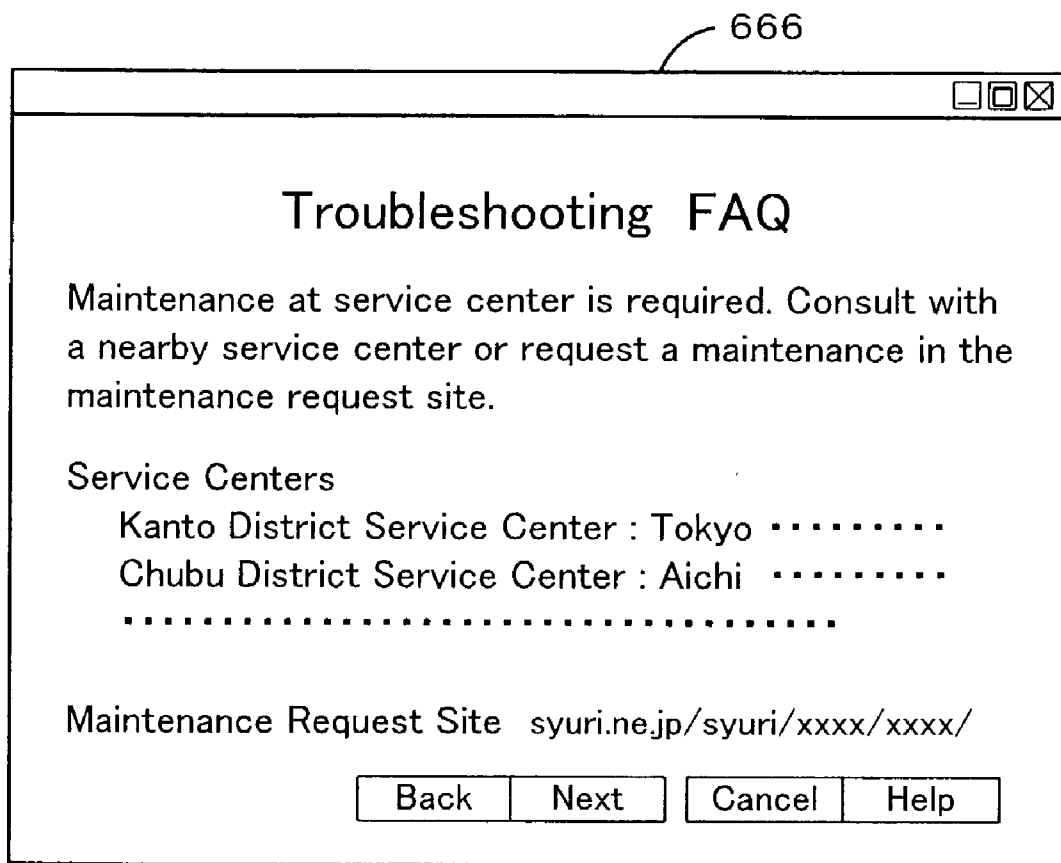 666
Troubleshooting FAQ
Maintenance at service center is required. Consult with
a nearby service center or request a maintenance in the
maintenance request site.
Service Centers
Kanto District Service Center : Tokyo ·········
Chubu District Service Center : Aichi ·········
····································
Maintenance Request Site syuri.ne.jp/syuri/xxxx/xxxx/
Back Next Cancel Help